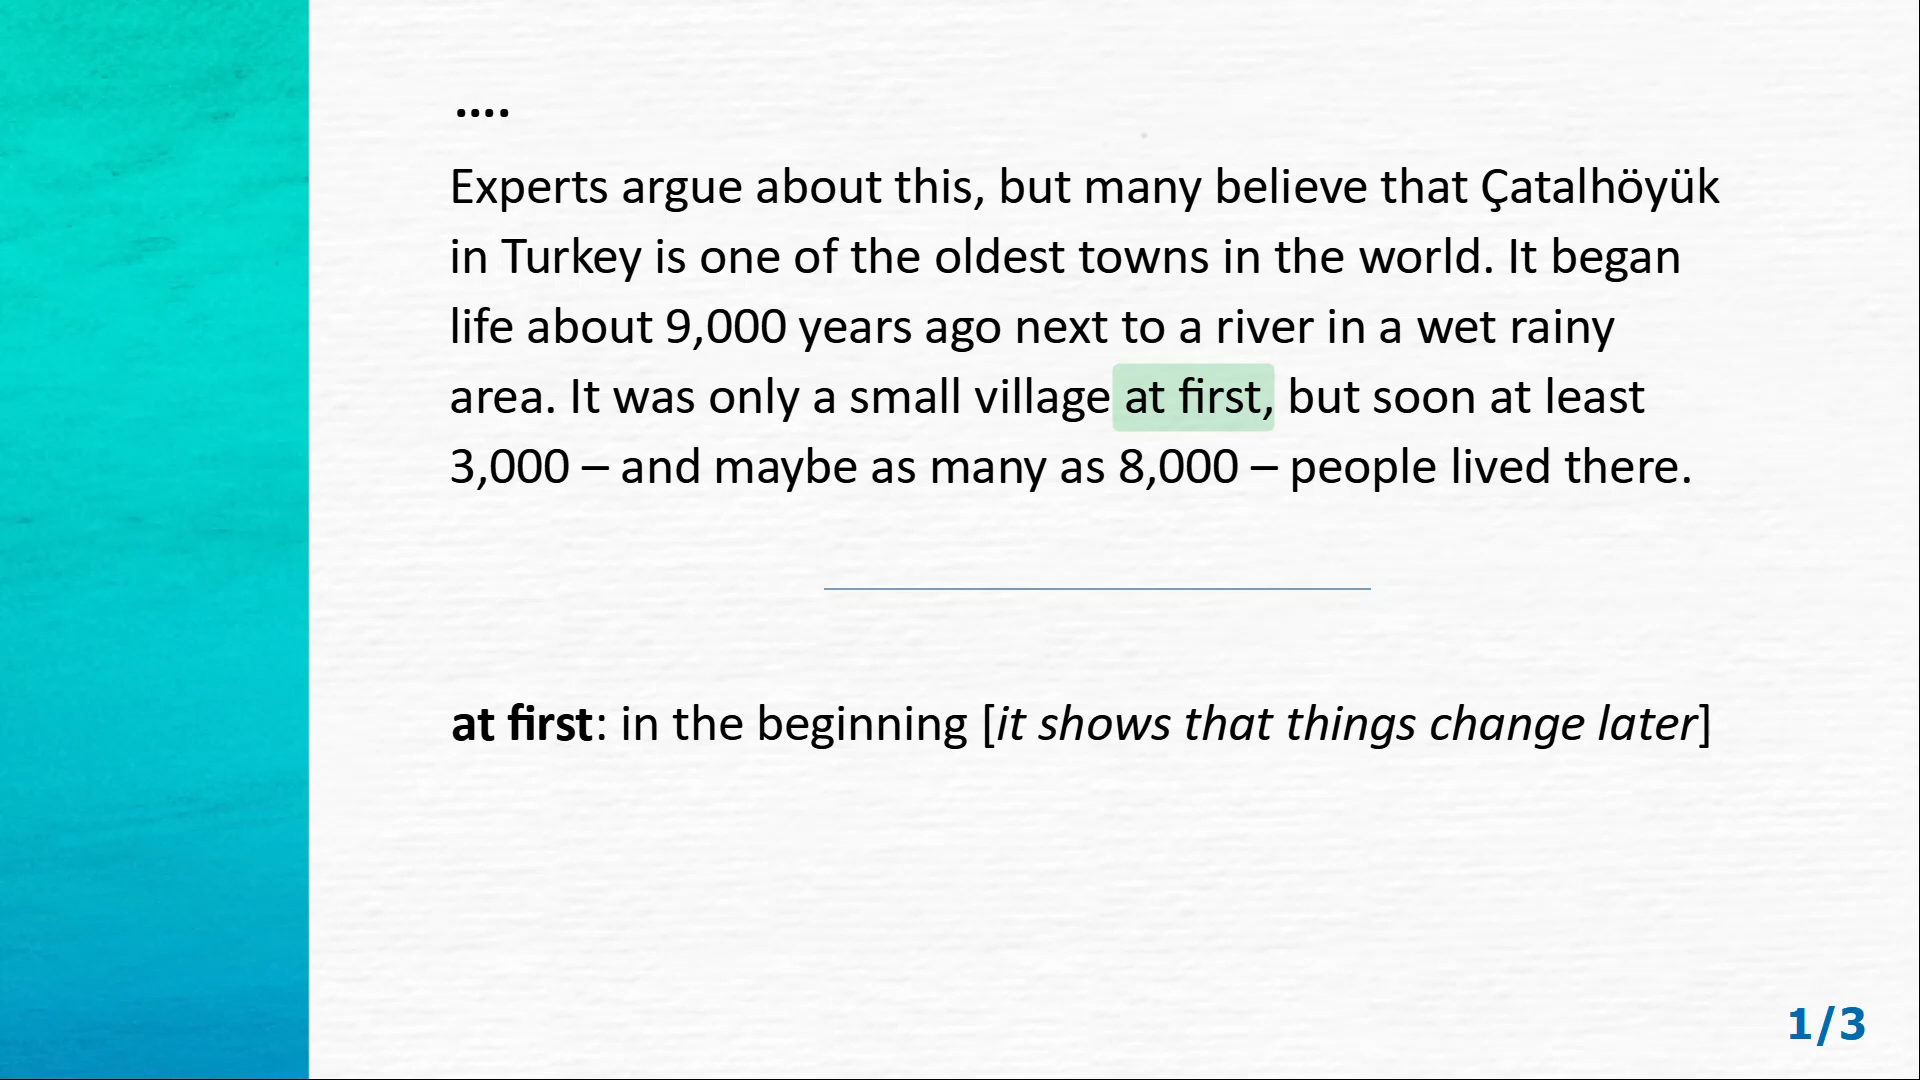 ....
Experts argue about this, but many believe that Çatalhöyük
in Turkey is one of the oldest towns in the world. It began
life about 9,000 years ago next to a river in a wet rainy
area. It was only a small village at first, but soon at least
3,000 – and maybe as many as 8,000 – people lived there.
at first: in the beginning [it shows that things change later]
1/3